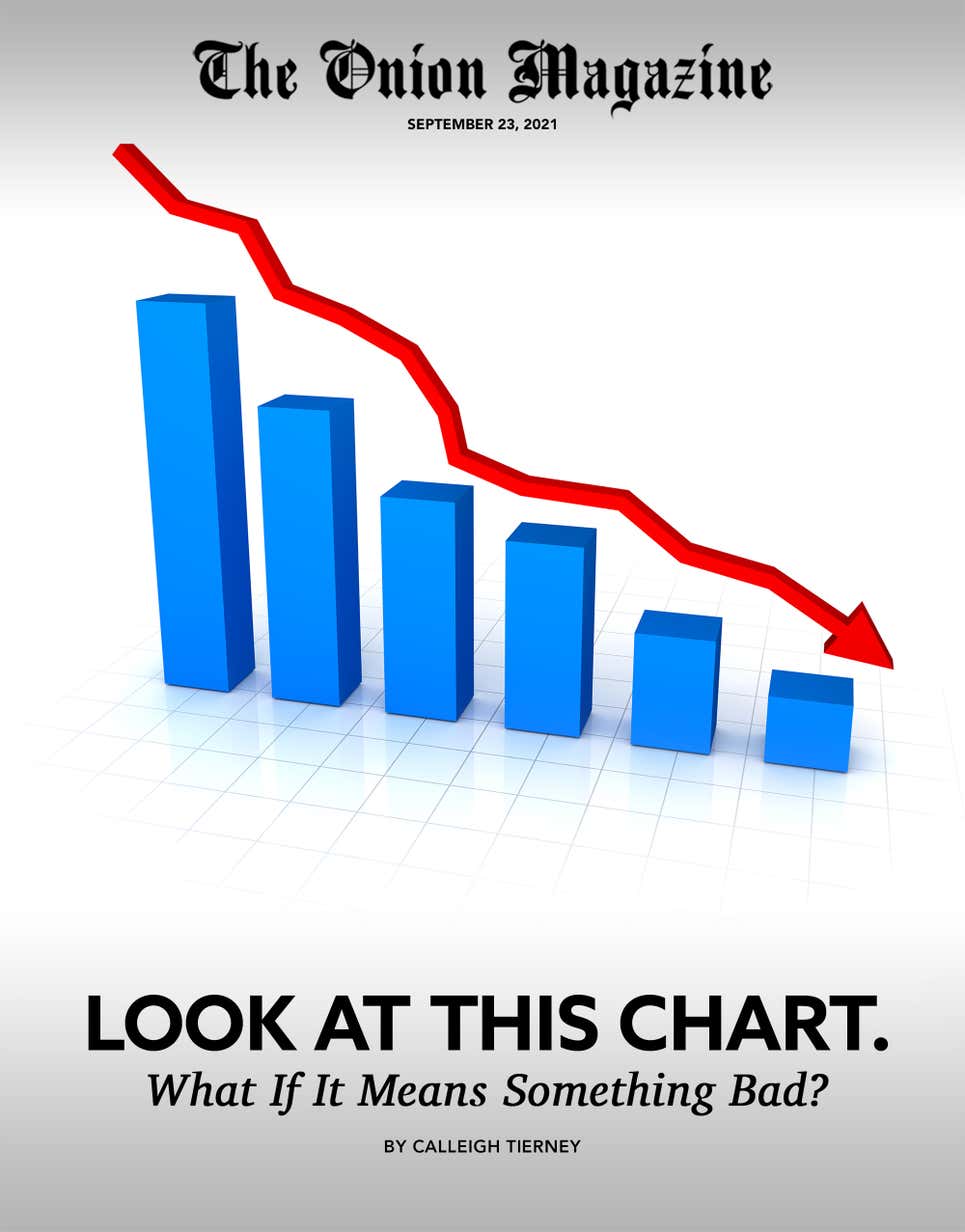 The Onion Magazine
SEPTEMBER 23, 2021
LOOK AT THIS CHART.
What If It Means Something Bad?
BY CALLEIGH TIERNEY